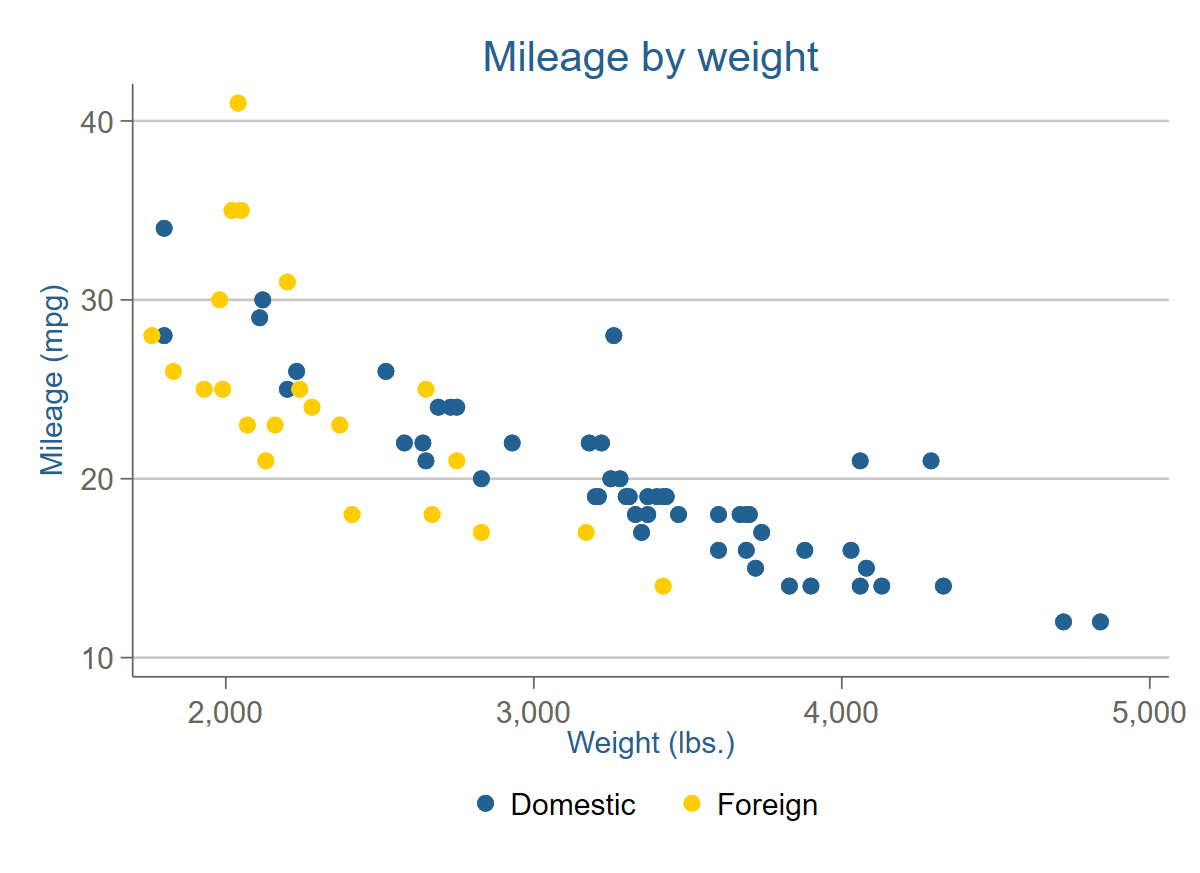 Mileage by weight
Mileage (mpg)
40
30
20
10
2,000 3,000 4,000 5,000
Weight (lbs.)
Domestic Foreign